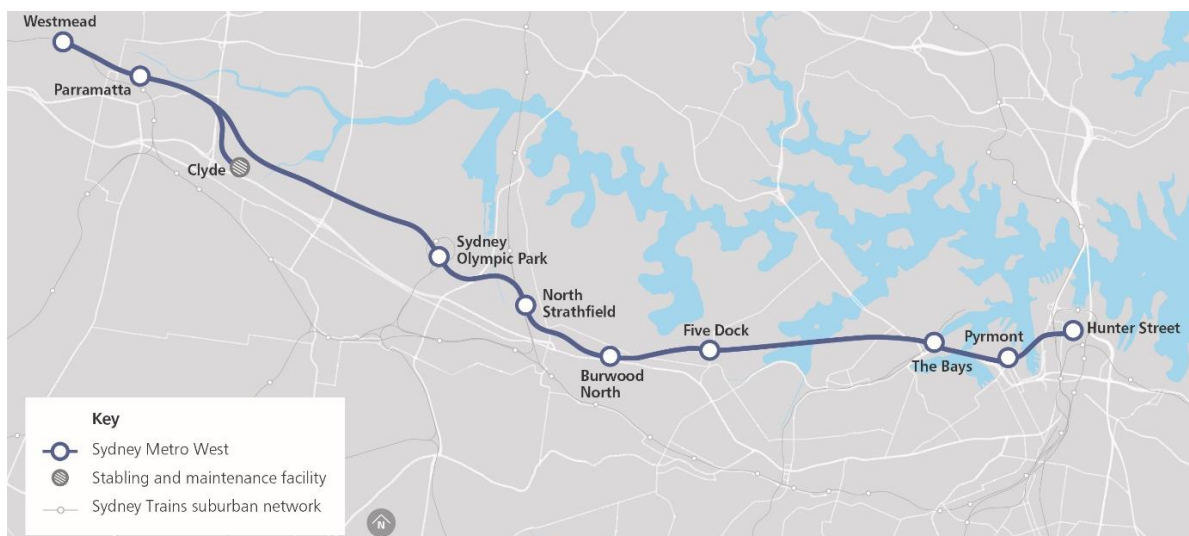 Westmead
Parramatta
Clyde
Sydney
Olympic Park
North
Strathfield
Burwood
North
Five Dock
The Bays
Pyrmont
Hunter Street
Key
Sydney Metro West
Stabling and maintenance facility
Sydney Trains suburban network
N